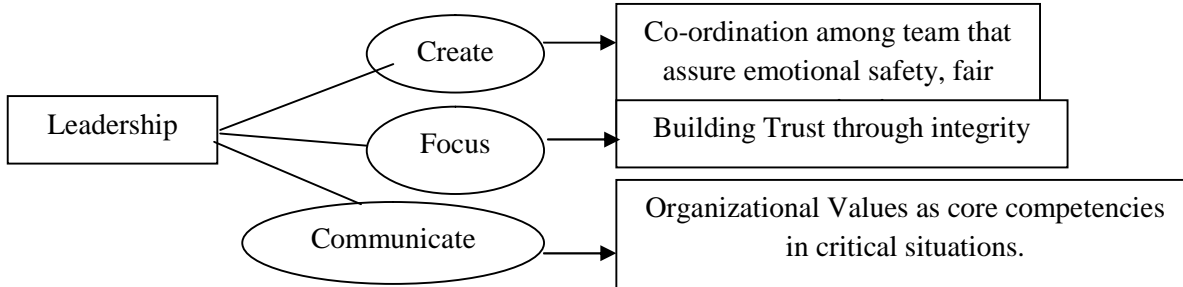 Create
Co-ordination among team that
assure emotional safety, fair
Leadership
Focus
Building Trust through integrity
Communicate
Organizational Values as core competencies
in critical situations.